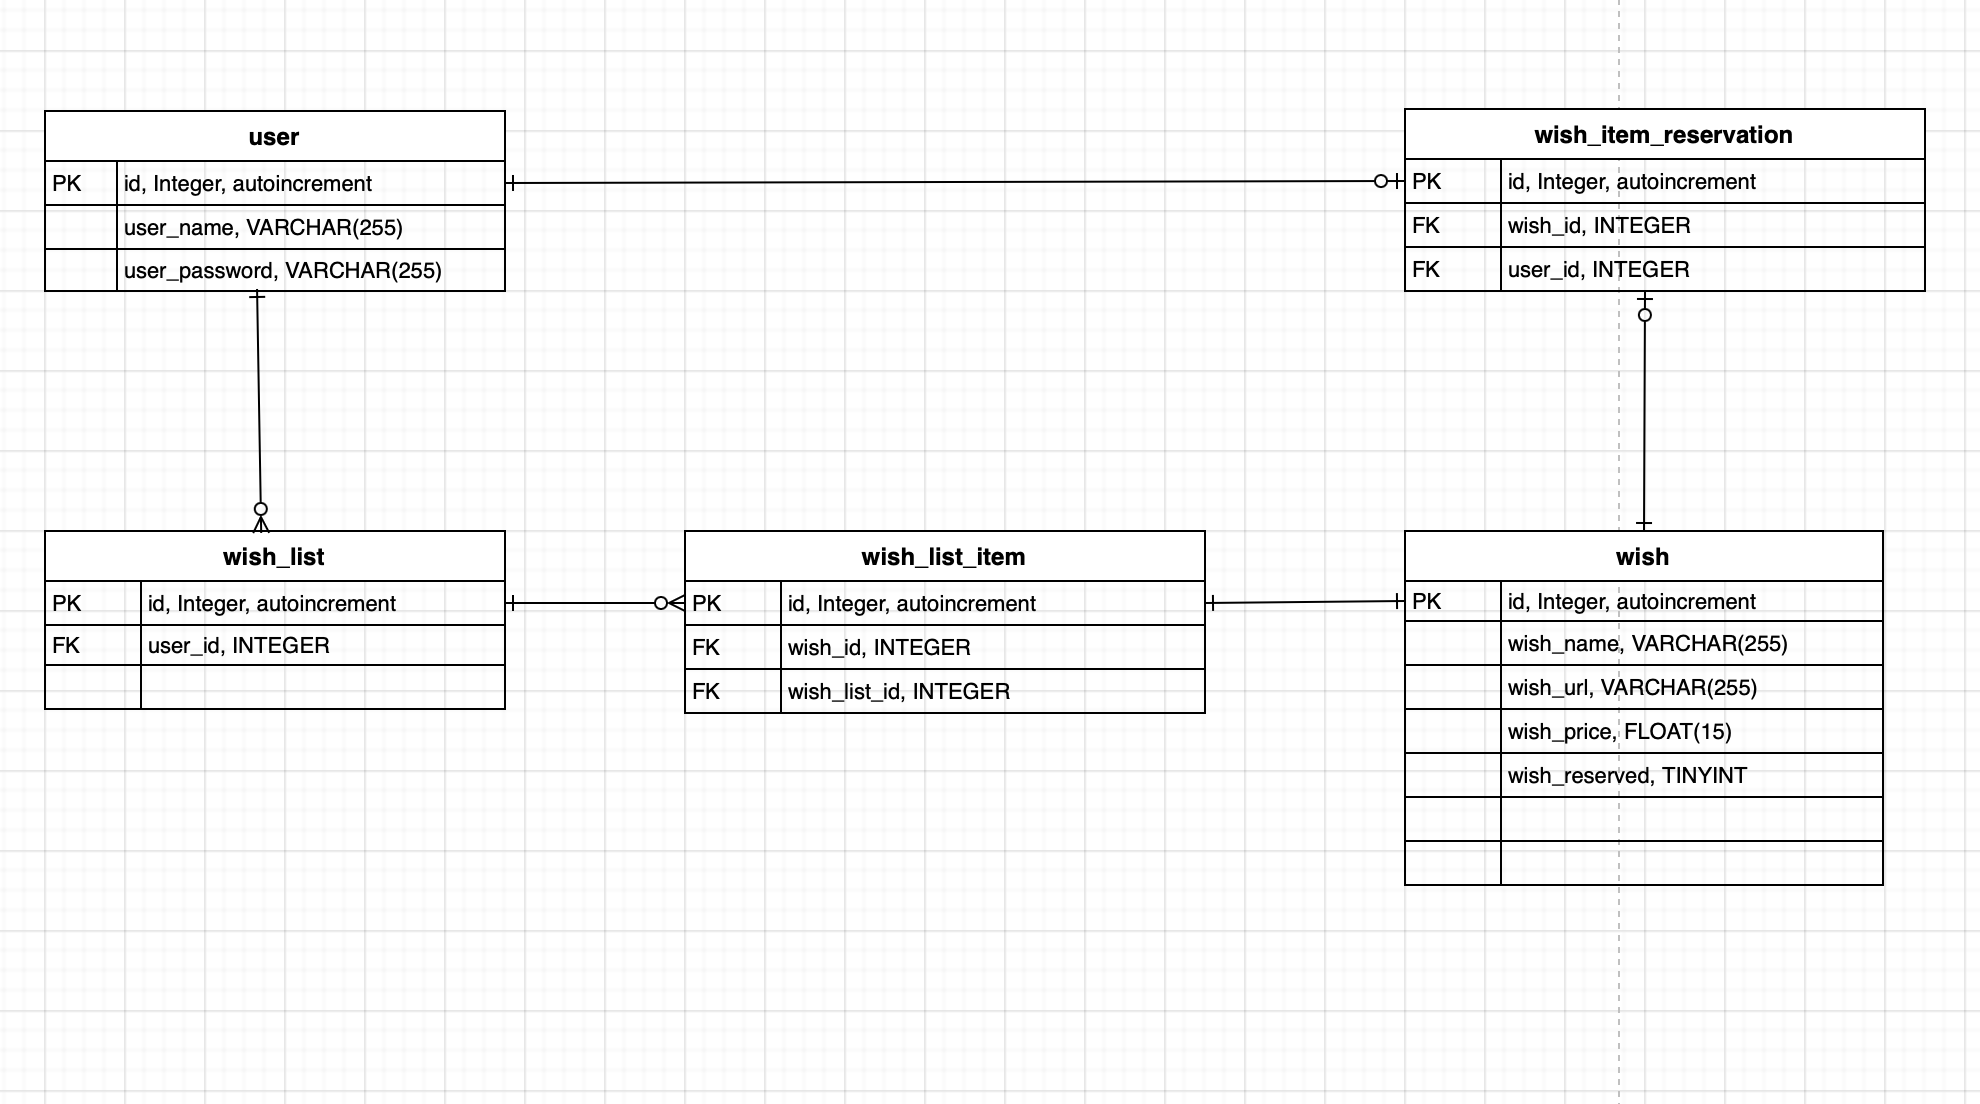 user
PK id, Integer, autoincrement
user_name, VARCHAR(255)
user_password, VARCHAR(255)
wish_item_reservation
PK id, Integer, autoincrement
FK wish_id, INTEGER
FK user_id, INTEGER
wish_list
PK id, Integer, autoincrement
FK user_id, INTEGER
wish_list_item
PK id, Integer, autoincrement
FK wish_id, INTEGER
FK wish_list_id, INTEGER
wish
PK id, Integer, autoincrement
wish_name, VARCHAR(255)
wish_url, VARCHAR(255)
wish_price, FLOAT(15)
wish_reserved, TINYINT